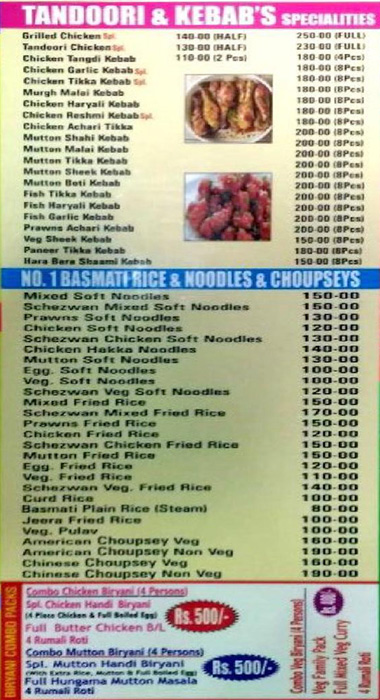 TANDOORI & KEBAB'S SPECIALITIES
Grilled Chicken Spl. 140-00 (HALF) 250-00 (FULL)
Tandoori Chicken Spl. 130-00 (HALF) 230-00 (FULL)
Chicken Tangdi Kebab 110-00 (2 Pcs) 180-00 (4Pcs)
Chicken Garlic Kebab Spl. 180-00 (8Pcs)
Chicken Tikka Kebab Spl. 180-00 (8Pcs)
Murgh Malai Kebab 180-00 (8Pcs)
Chicken Haryali Kebab 180-00 (8Pcs)
Chicken Reshmi Kebab Spl. 180-00 (8Pcs)
Chicken Achari Tikka 200-00 (8Pcs)
Mutton Shahi Kebab 200-00 (8Pcs)
Mutton Malai Kebab 200-00 (8Pcs)
Mutton Tikka Kebab 200-00 (8Pcs)
Mutton Sheek Kebab 200-00 (8Pcs)
Mutton Boti Kebab 200-00 (8Pcs)
Fish Tikka Kebab 200-00 (8Pcs)
Fish Haryali Kebab 200-00 (8Pcs)
Fish Garlic Kebab 200-00 (8Pcs)
Prawns Achari Kebab 200-00 (8Pcs)
Veg Sheek Kebab 150-00 (8Pcs)
Paneer Tikka Kebab 180-00 (8Pcs)
Hara Bara Shaami Kebab 150-00 (8Pcs)
NO. 1 BASMATI RICE & NOODLES & CHOUPSEYS
Mixed Soft Noodles 150-00
Schezwan Mixed Soft Noodles 150-00
Prawns Soft Noodles 130-00
Chicken Soft Noodles 120-00
Schezwan Chicken Soft Noodles 130-00
Chicken Hakka Noodles 140-00
Mutton Soft Noodles 130-00
Egg. Soft Noodles 100-00
Veg. Soft Noodles 100-00
Schezwan Veg Soft Noodles 120-00
Mixed Fried Rice 150-00
Schezwan Mixed Fried Rice 170-00
Prawns Fried Rice 150-00
Chicken Fried Rice 120-00
Schezwan Chicken Fried Rice 150-00
Mutton Fried Rice 150-00
Egg. Fried Rice 120-00
Veg. Fried Rice 110-00
Schezwan Veg. Fried Rice 140-00
Curd Rice 100-00
Basmati Plain Rice (Steam) 80-00
Jeera Fried Rice 100-00
Veg. Pulav 100-00
American Choupsey Veg 160-00
American Choupsey Non Veg 190-00
Chinese Choupsey Veg 160-00
Chinese Choupsey Non Veg 190-00
BIRYANI COMBO PACKS
Combo Chicken Biryani (4 Persons)
Spl. Chicken Handi Biryani
(4 Piecs Chicken & Full Boiled Egg)
Full Butter Chicken B/L
4 Rumali Roti
Rs. 500/-
Combo Mutton Biryani (4 Persons)
Spl. Mutton Handi Biryani
(With Extra Rice, Mutton & Full Boiled Egg)
Full Hungama Mutton Masala
4 Rumali Roti
Rs. 500/-
Combo Veg Biryani (4 Persons)
Veg Family Pack
Full Mixed Veg Curry
4 Rumali Roti